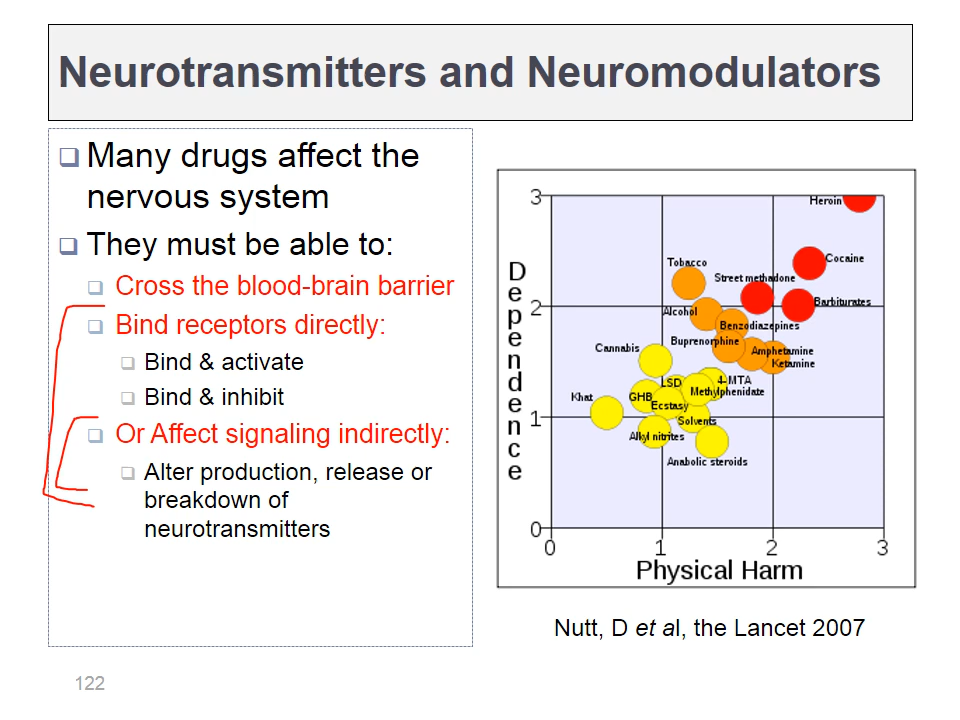 Neurotransmitters and Neuromodulators
Many drugs affect the
nervous system
They must be able to:
Cross the blood-brain barrier
Bind receptors directly:
Bind & activate
Bind & inhibit
Or Affect signaling indirectly:
Alter production, release or
breakdown of
neurotransmitters
Dependence
3
2
1
0
Heroin
Cocaine
Tobacco
Street methadone
Barbiturates
Alcohol
Benzodiazepines
Buprenorphine
Amphetamine
Ketamine
Cannabis
LSD
4-MTA
Methylphenidate
Khat
GHB
Ecstasy
Solvents
Alkyl nitrites
Anabolic steroids
0 1 2 3
Physical Harm
Nutt, D et al, the Lancet 2007
122